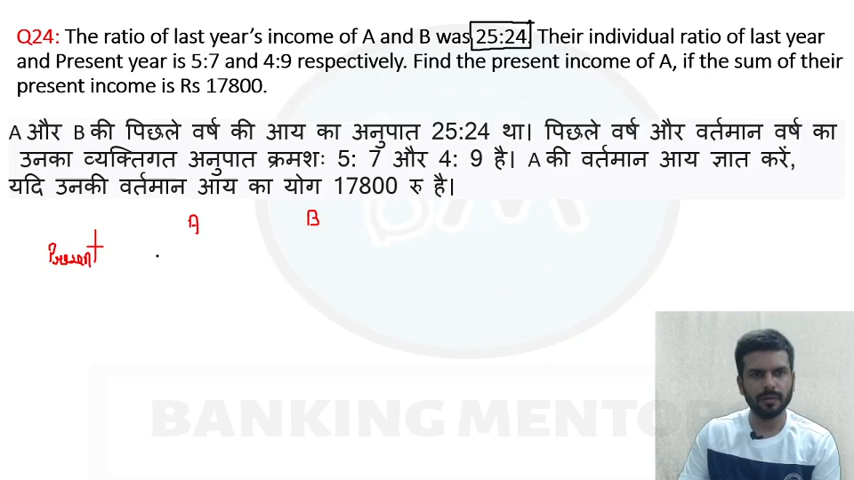 Q24: The ratio of last year's income of A and B was 25:24. Their individual ratio of last year
and Present year is 5:7 and 4:9 respectively. Find the present income of A, if the sum of their
present income is Rs 17800.
A और B की पिछले वर्ष की आय का अनुपात 25:24 था। पिछले वर्ष और वर्तमान वर्ष का
उनका व्यक्तिगत अनुपात क्रमशः 5: 7 और 4: 9 है। A की वर्तमान आय ज्ञात करें,
यदि उनकी वर्तमान आय का योग 17800 रु है।
A B
Present
BANKING MENTOR